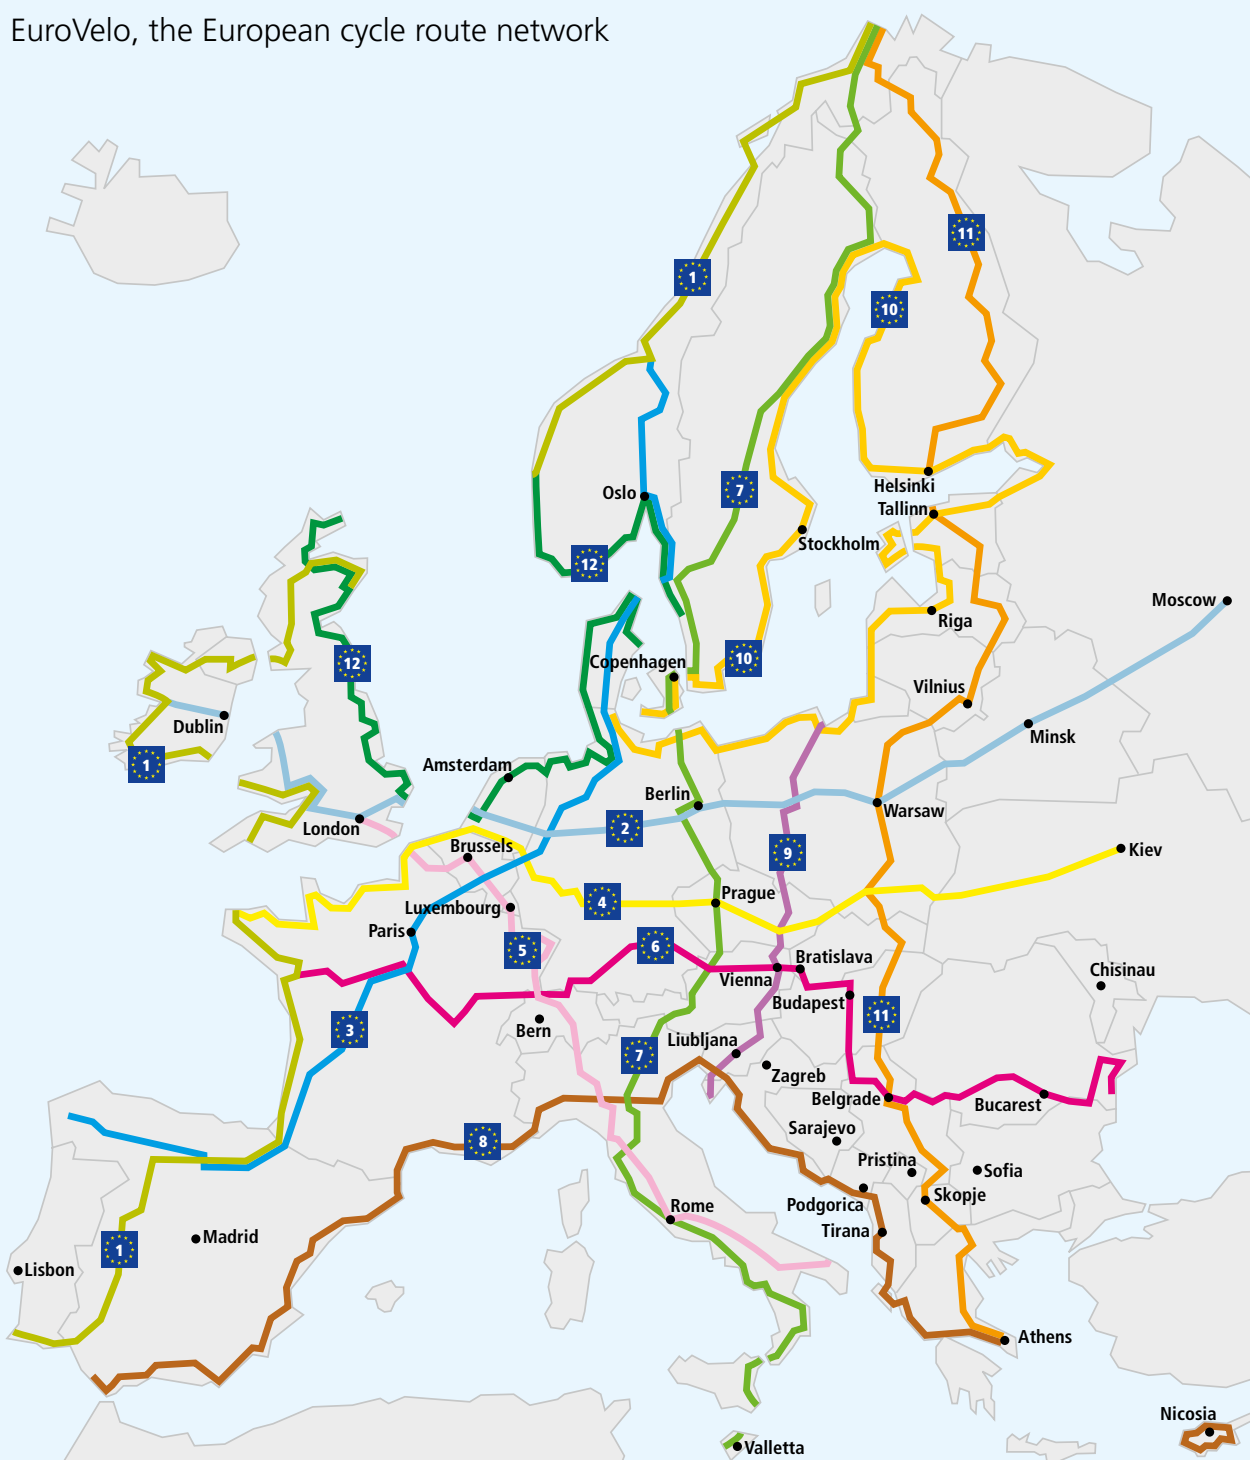 EuroVelo, the European cycle route network
11
1
10
Helsinki
7
Oslo
Tallinn
Stockholm
12
Moscow
Riga
12
10
Copenhagen
Vilnius
Dublin
Minsk
1
Amsterdam
Berlin
Warsaw
London
2
Brussels
9
Kiev
Prague
4
Luxembourg
Paris
5
6
Bratislava
Vienna
Chisinau
Budapest
11
3
Bern
Liubljana
7
Zagreb
Belgrade
Bucarest
Sarajevo
8
Pristina
Sofia
Skopje
Podgorica
Rome
Tirana
Madrid
1
Lisbon
Athens
Nicosia
Valletta